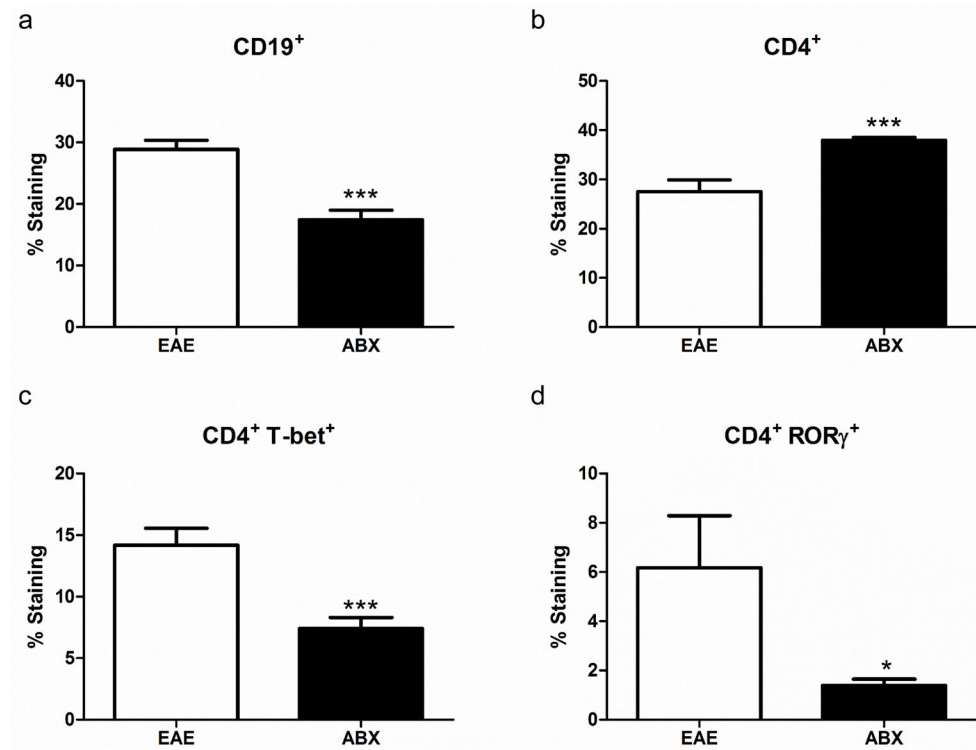 a
CD19⁺
40
30
20
10
0
% Staining
***
EAE ABX
b
CD4⁺
50
40
30
20
10
0
% Staining
***
EAE ABX
c
CD4⁺ T-bet⁺
20
15
10
5
0
% Staining
***
EAE ABX
d
CD4⁺ RORγ⁺
10
8
6
4
2
0
% Staining
*
EAE ABX